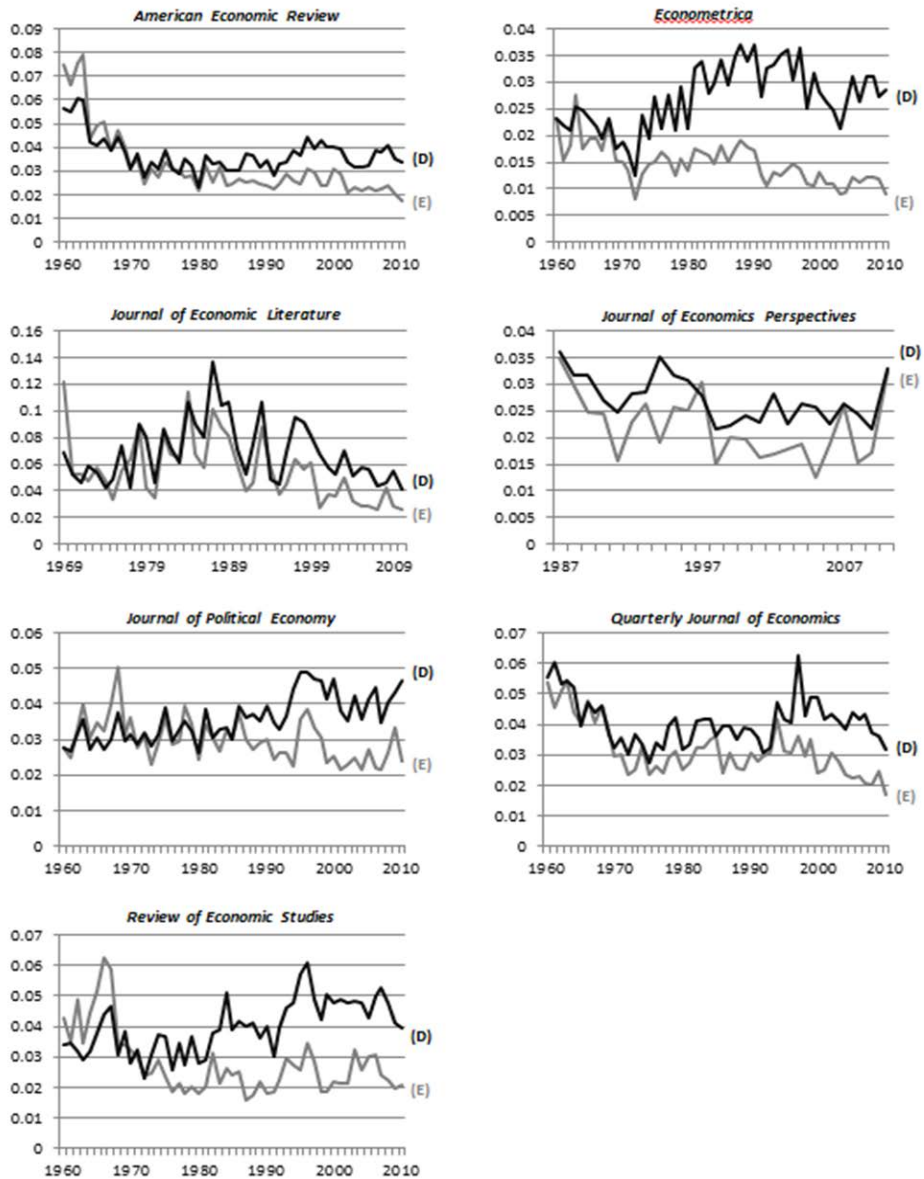 American Economic Review
0.09
0.08
0.07
0.06
0.05
0.04
0.03
0.02
0.01
0
(D)
(E)
1960 1970 1980 1990 2000 2010
Econometrica
0.04
0.035
0.03
0.025
0.02
0.015
0.01
0.005
0
(D)
(E)
1960 1970 1980 1990 2000 2010
Journal of Economic Literature
0.16
0.14
0.12
0.1
0.08
0.06
0.04
0.02
0
(D)
(E)
1969 1979 1989 1999 2009
Journal of Economics Perspectives
0.04
0.035
0.03
0.025
0.02
0.015
0.01
0.005
0
(D)
(E)
1987 1997 2007
Journal of Political Economy
0.06
0.05
0.04
0.03
0.02
0.01
0
(D)
(E)
1960 1970 1980 1990 2000 2010
Quarterly Journal of Economics
0.07
0.06
0.05
0.04
0.03
0.02
0.01
0
(D)
(E)
1960 1970 1980 1990 2000 2010
Review of Economic Studies
0.07
0.06
0.05
0.04
0.03
0.02
0.01
0
(D)
(E)
1960 1970 1980 1990 2000 2010